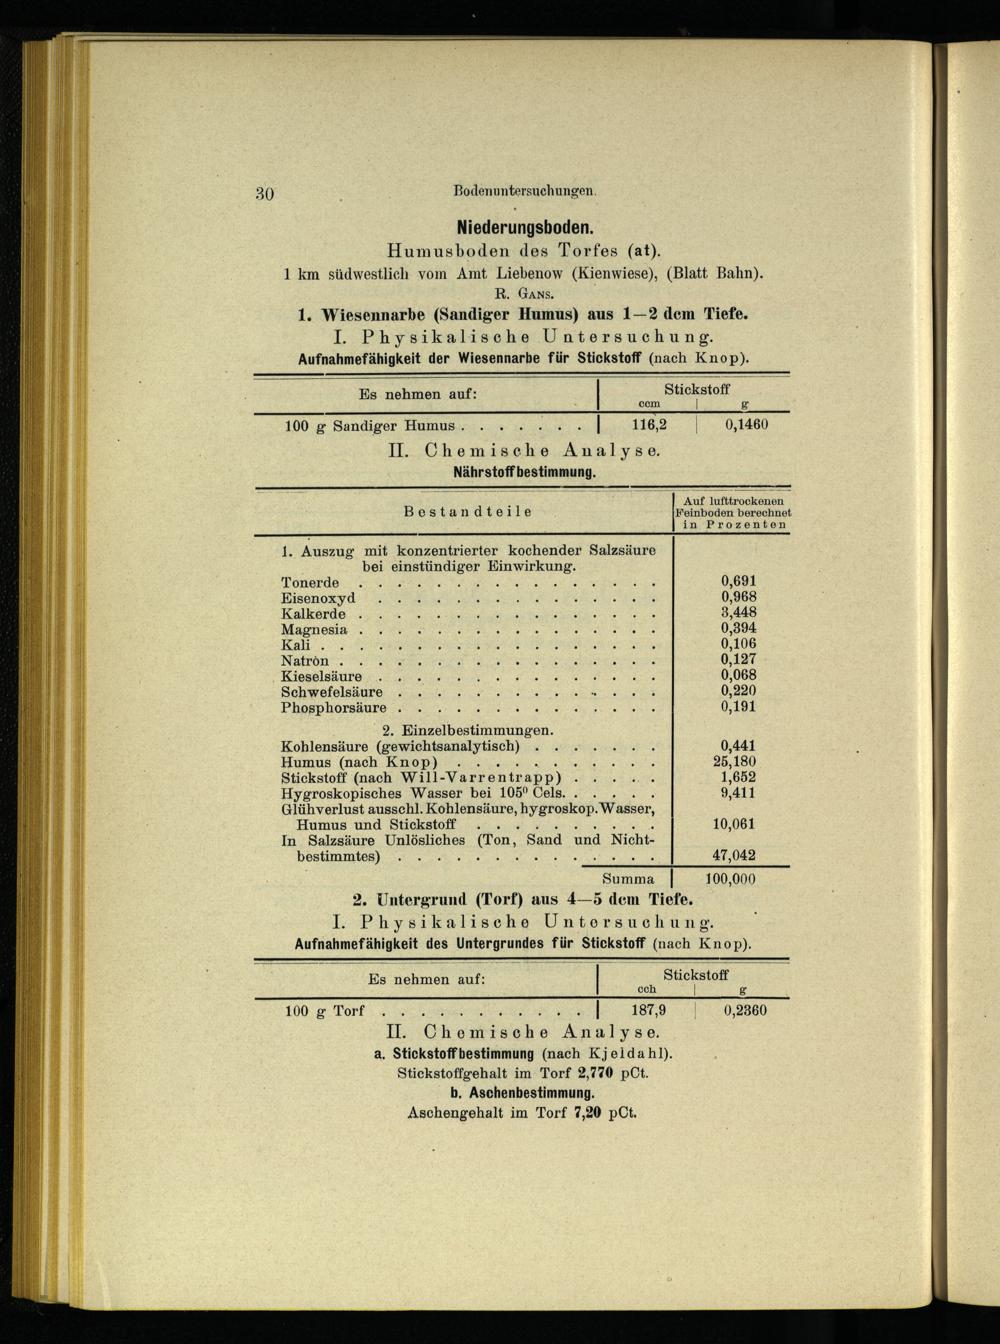 30 Bodenuntersuchungen.
Niederungsboden.
Humusboden des Torfes (at).
1 km südwestlich vom Amt Liebenow (Kienwiese), (Blatt Bahn).
R. GANS.
1. Wiesennarbe (Sandiger Humus) aus 1—2 dcm Tiefe.
I. Physikalische Untersuchung.
Aufnahmefähigkeit der Wiesennarbe für Stickstoff (nach Knop).
Es nehmen auf: Stickstoff
ccm | g
100 g Sandiger Humus . . . . . . . 116,2 | 0,1460
II. Chemische Analyse.
Nährstoffbestimmung.
Bestandteile
Auf lufttrockenen
Feinboden berechnet
in Prozenten
1. Auszug mit konzentrierter kochender Salzsäure
bei einstündiger Einwirkung.
Tonerde . . . . . . . . . . . . . . . . 0,691
Eisenoxyd . . . . . . . . . . . . . . . 0,968
Kalkerde . . . . . . . . . . . . . . . . 3,448
Magnesia . . . . . . . . . . . . . . . . 0,394
Kali . . . . . . . . . . . . . . . . . . 0,106
Natròn . . . . . . . . . . . . . . . . . 0,127
Kieselsäure . . . . . . . . . . . . . . . 0,068
Schwefelsäure . . . . . . . . . . . . . . 0,220
Phosphorsäure . . . . . . . . . . . . . . 0,191
2. Einzelbestimmungen.
Kohlensäure (gewichtsanalytisch) . . . . . . . 0,441
Humus (nach Knop) . . . . . . . . . . . 25,180
Stickstoff (nach Will-Varrentrapp) . . . . . 1,652
Hygroskopisches Wasser bei 105⁰ Cels. . . . . . 9,411
Glühverlust ausschl. Kohlensäure, hygroskop. Wasser,
Humus und Stickstoff . . . . . . . . . . 10,061
In Salzsäure Unlösliches (Ton, Sand und Nicht-
bestimmtes) . . . . . . . . . . . . . . 47,042
Summa | 100,000
2. Untergrund (Torf) aus 4—5 dcm Tiefe.
I. Physikalische Untersuchung.
Aufnahmefähigkeit des Untergrundes für Stickstoff (nach Knop).
Es nehmen auf: Stickstoff
cch | g
100 g Torf . . . . . . . . . . . 187,9 | 0,2360
II. Chemische Analyse.
a. Stickstoffbestimmung (nach Kjeldahl).
Stickstoffgehalt im Torf 2,770 pCt.
b. Aschenbestimmung.
Aschengehalt im Torf 7,20 pCt.